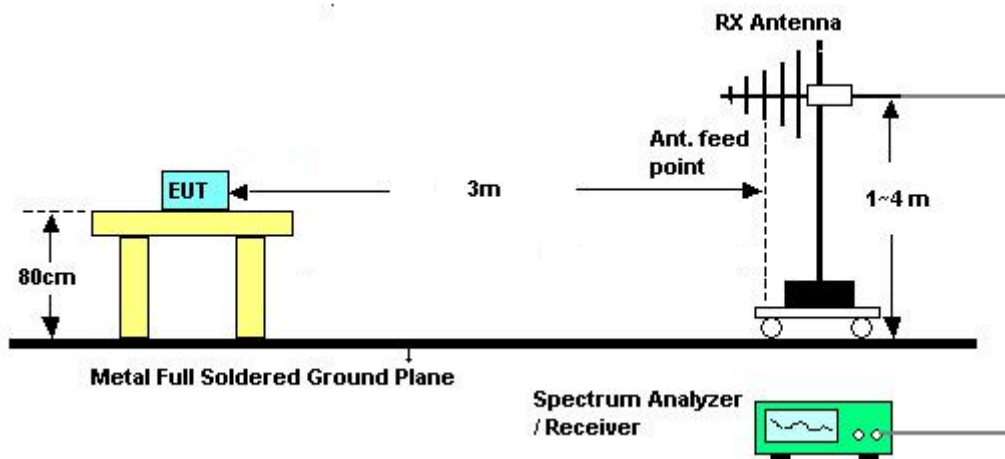 RX Antenna
Ant. feed
point
EUT
3m
1~4 m
80cm
Metal Full Soldered Ground Plane
Spectrum Analyzer
/ Receiver